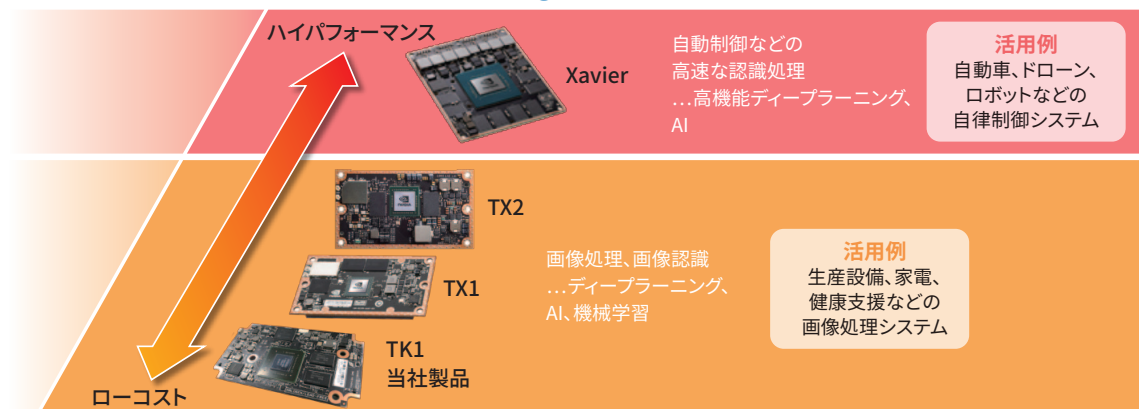 ハイパフォーマンス
Xavier
自動制御などの
高速な認識処理
…高機能ディープラーニング、
AI
活用例
自動車、ドローン、
ロボットなどの
自律制御システム
TX2
TX1
TK1
当社製品
画像処理、画像認識
…ディープラーニング、
AI、機械学習
活用例
生産設備、家電、
健康支援などの
画像処理システム
ローコスト